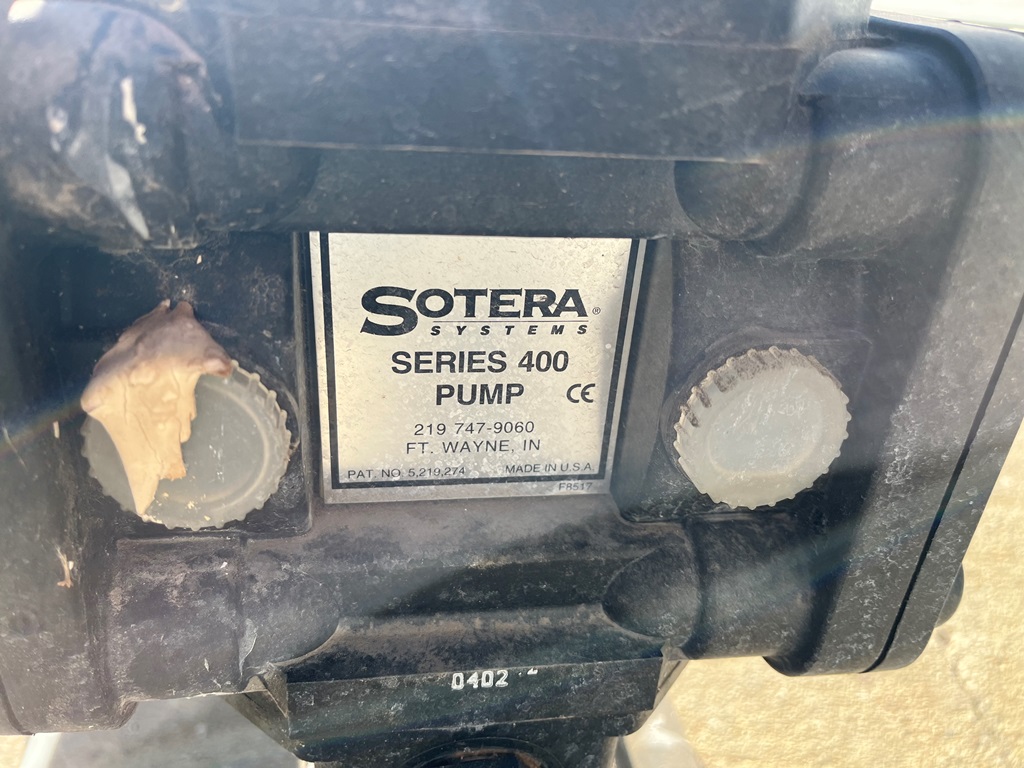 SOTERA®
SYSTEMS
SERIES 400
PUMP CE
219 747-9060
FT. WAYNE, IN
PAT. NO. 5,219,274 MADE IN U.S.A.
F8517
0402 2